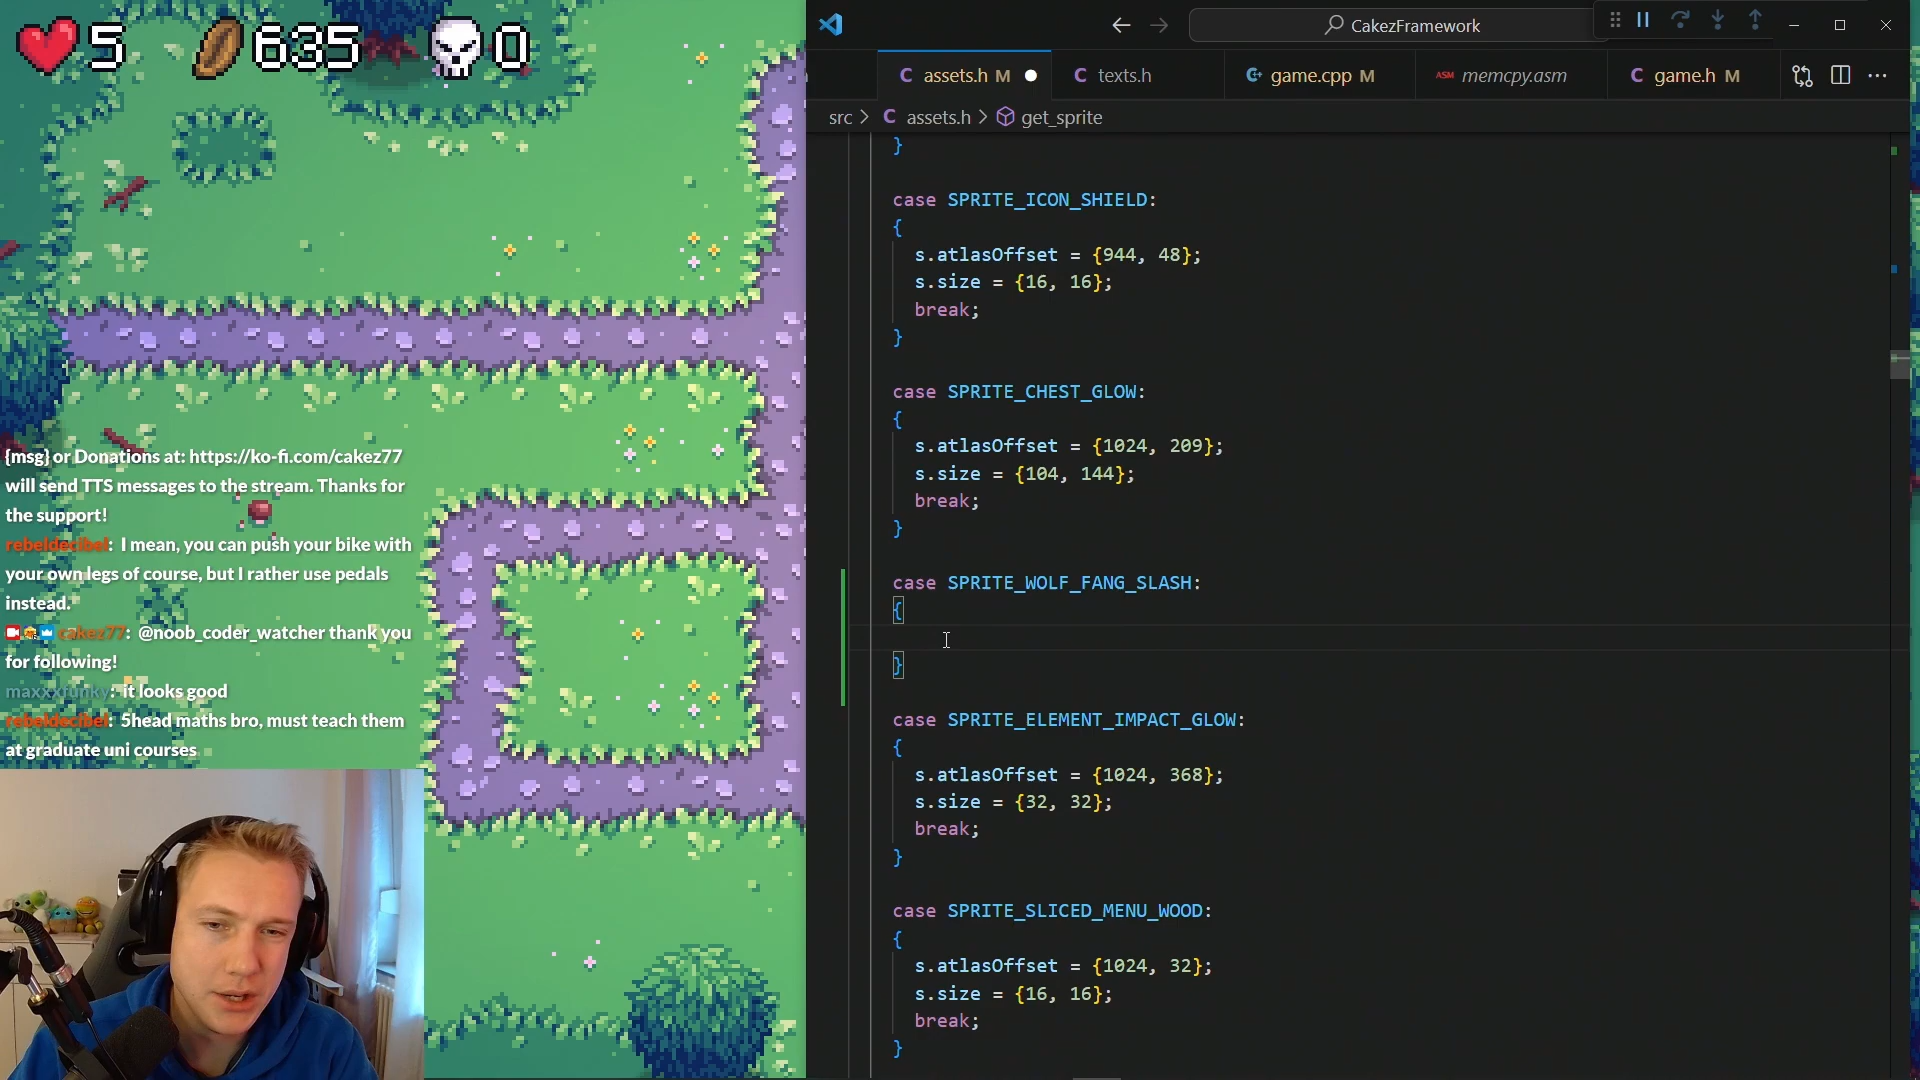 5 635 0
{msg} or Donations at: https://ko-fi.com/cakez77
will send TTS messages to the stream. Thanks for
the support!
rebeldecibel: I mean, you can push your bike with
your own legs of course, but I rather use pedals
instead.
cakez77: @noob_coder_watcher thank you
for following!
maxxxfunky: it looks good
rebeldecibel: 5head maths bro, must teach them
at graduate uni courses
CakezFramework
C assets.h M
C texts.h
game.cpp M
ASM memcpy.asm
C game.h M
src > C assets.h > get_sprite
}
case SPRITE_ICON_SHIELD:
{
s.atlasOffset = {944, 48};
s.size = {16, 16};
break;
}
case SPRITE_CHEST_GLOW:
{
s.atlasOffset = {1024, 209};
s.size = {104, 144};
break;
}
case SPRITE_WOLF_FANG_SLASH:
{
}
case SPRITE_ELEMENT_IMPACT_GLOW:
{
s.atlasOffset = {1024, 368};
s.size = {32, 32};
break;
}
case SPRITE_SLICED_MENU_WOOD:
{
s.atlasOffset = {1024, 32};
s.size = {16, 16};
break;
}